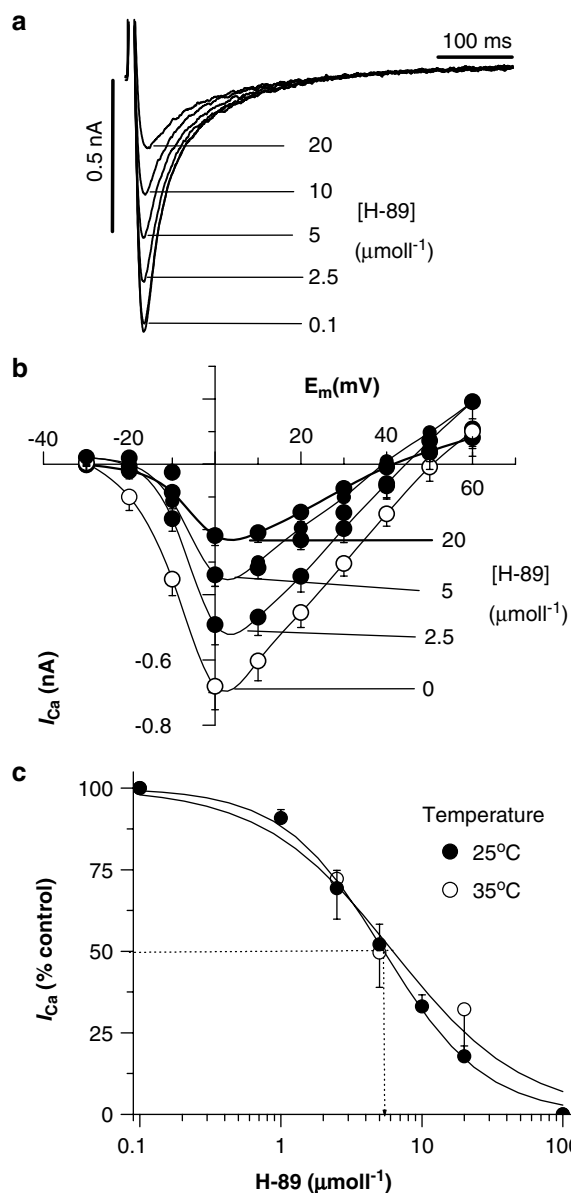 a
100 ms
0.5 nA
20
10
[H-89]
5
(μmoll⁻¹)
2.5
0.1
b
Eₘ(mV)
-40
-20
20
40
60
20
[H-89]
5
(μmoll⁻¹)
2.5
-0.6
0
I_Ca (nA)
-0.8
c
100
Temperature
25°C
75
35°C
50
I_Ca (% control)
25
0
0.1
1
10
100
H-89 (μmoll⁻¹)